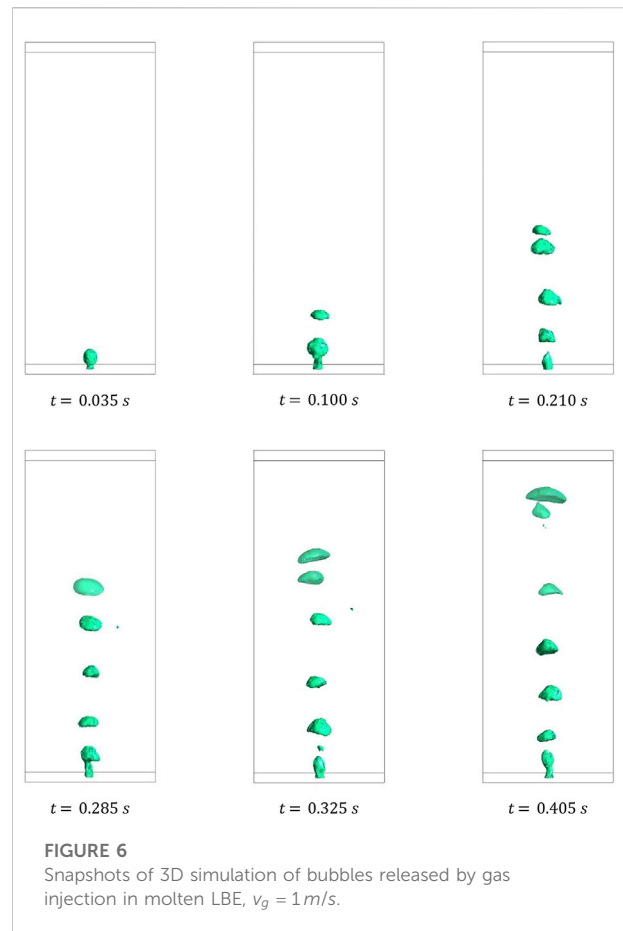 t = 0.035 s
t = 0.100 s
t = 0.210 s
t = 0.285 s
t = 0.325 s
t = 0.405 s
FIGURE 6
Snapshots of 3D simulation of bubbles released by gas
injection in molten LBE, v_g = 1 m/s.